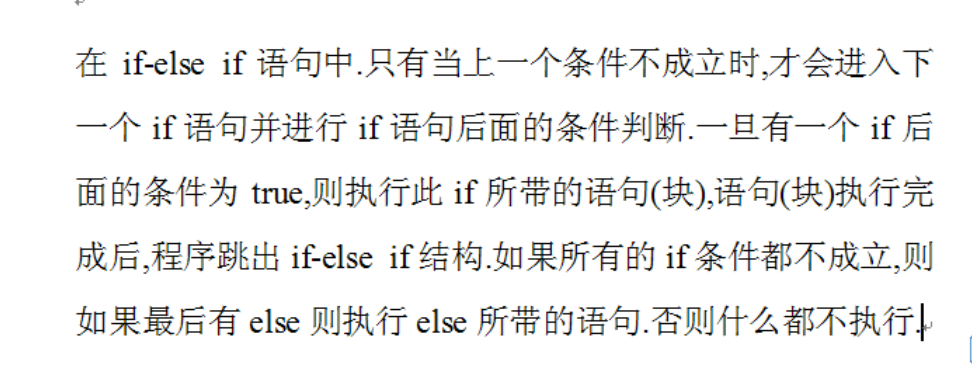 在 if-else if 语句中.只有当上一个条件不成立时,才会进入下
一个 if 语句并进行 if 语句后面的条件判断.一旦有一个 if 后
面的条件为 true,则执行此 if 所带的语句(块),语句(块)执行完
成后,程序跳出 if-else if 结构.如果所有的 if 条件都不成立,则
如果最后有 else 则执行 else 所带的语句.否则什么都不执行.